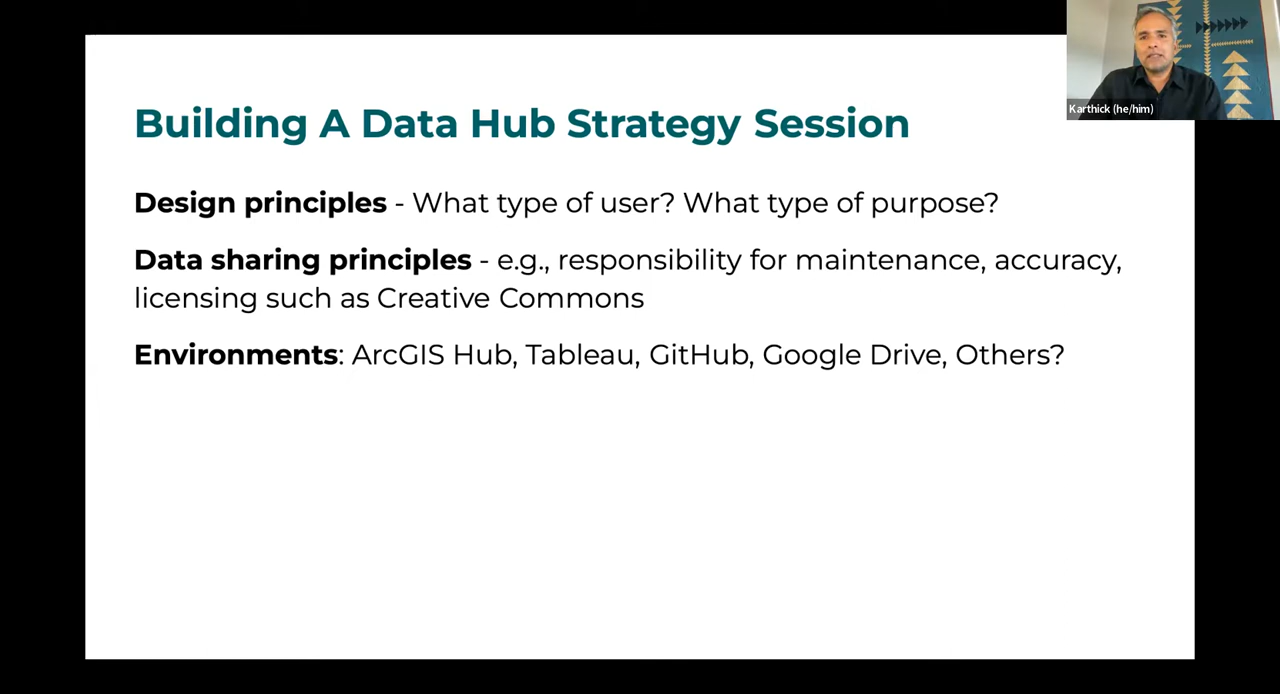 Building A Data Hub Strategy Session
Karthick (he/him)
Design principles - What type of user? What type of purpose?
Data sharing principles - e.g., responsibility for maintenance, accuracy,
licensing such as Creative Commons
Environments: ArcGIS Hub, Tableau, GitHub, Google Drive, Others?